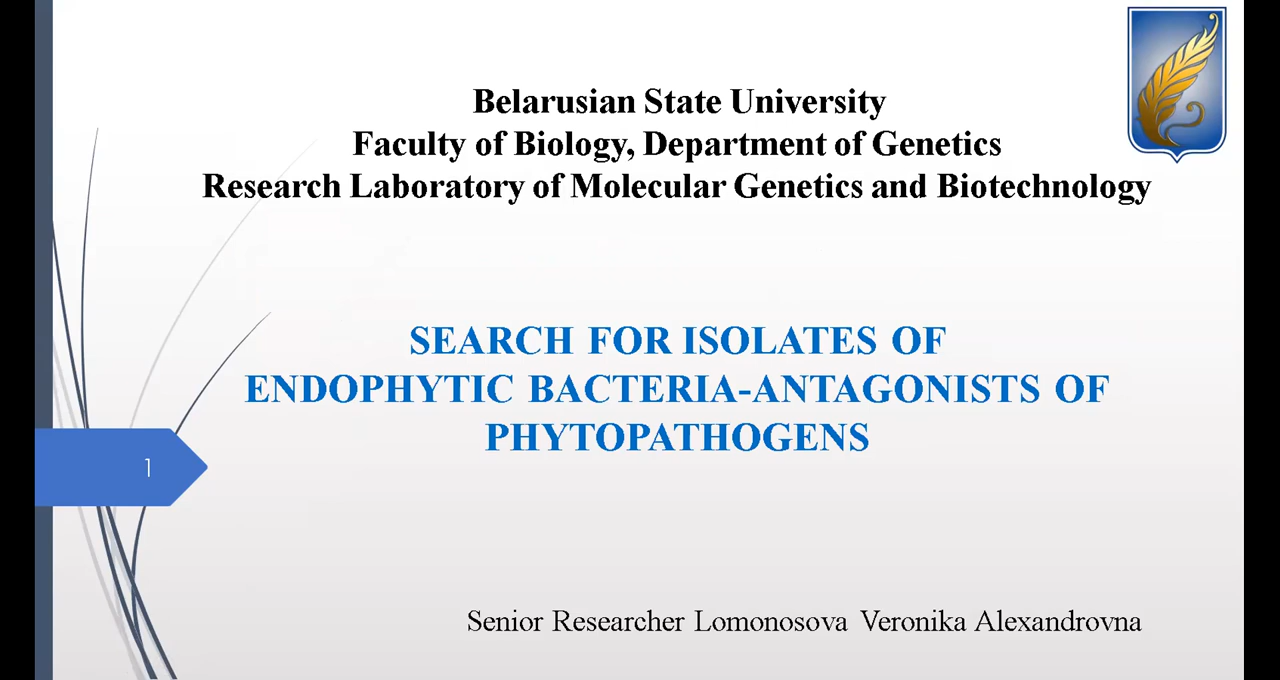 Belarusian State University
Faculty of Biology, Department of Genetics
Research Laboratory of Molecular Genetics and Biotechnology
SEARCH FOR ISOLATES OF
ENDOPHYTIC BACTERIA-ANTAGONISTS OF
PHYTOPATHOGENS
1
Senior Researcher Lomonosova Veronika Alexandrovna